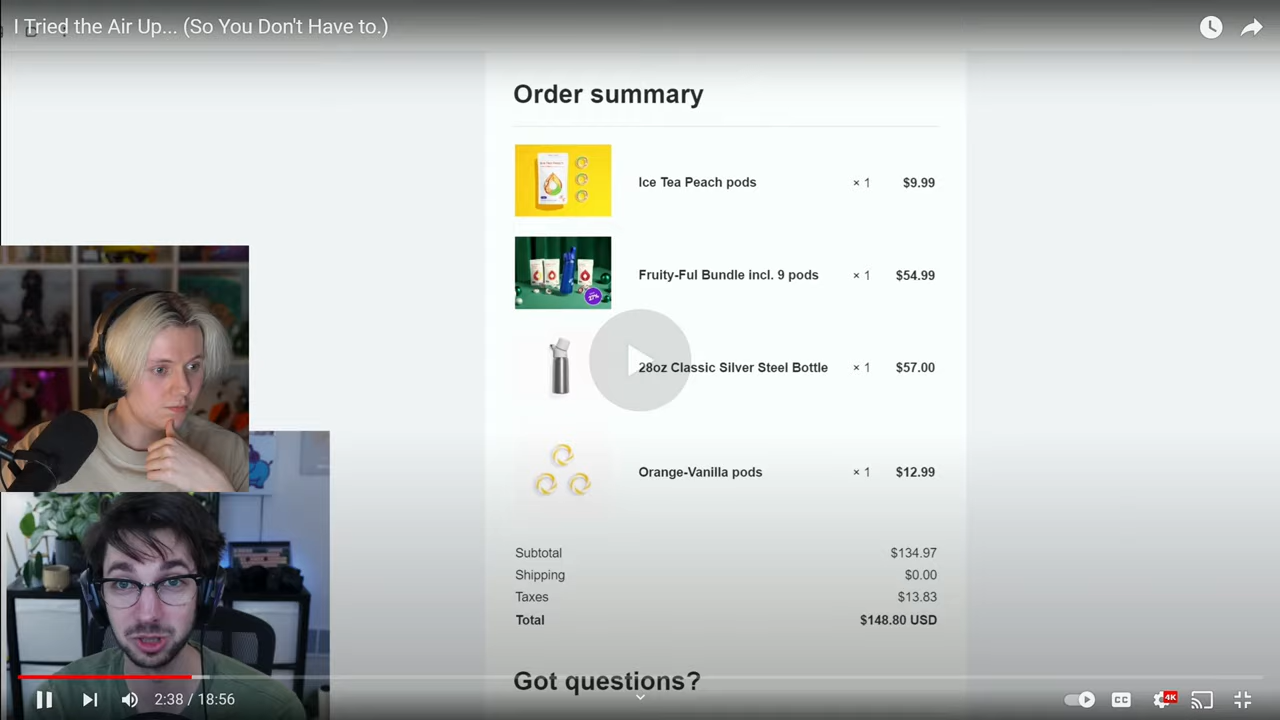 I Tried the Air Up... (So You Don't Have to.)
Order summary
Ice Tea Peach pods × 1 $9.99
Fruity-Ful Bundle incl. 9 pods × 1 $54.99
27%
28oz Classic Silver Steel Bottle × 1 $57.00
Orange-Vanilla pods × 1 $12.99
Subtotal $134.97
Shipping $0.00
Taxes $13.83
Total $148.80 USD
Got questions?
2:38 / 18:56
CC
4K